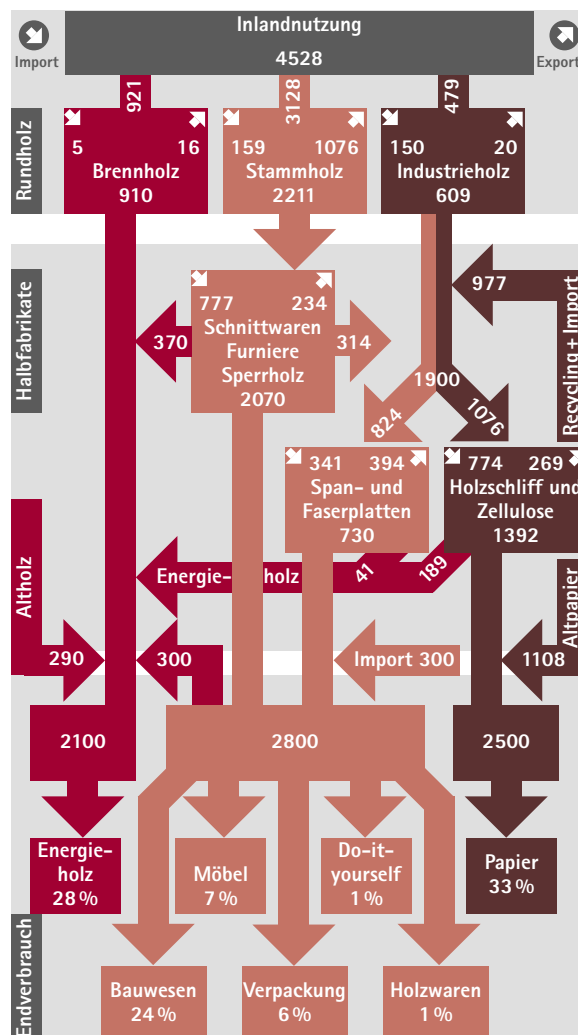 Inlandnutzung
4528
Import
Export
921
3128
479
Rundholz
5 16
Brennholz
910
159 1076
Stammholz
2211
150 20
Industrieholz
609
Halbfabrikate
777 234
Schnittwaren
Furniere
Sperrholz
2070
370
314
977
Recycling + Import
1900
824
1076
341 394
Span- und
Faserplatten
730
774 269
Holzschliff und
Zellulose
1392
Altholz
Energie- holz
41
189
Altpapier
290
300
Import 300
1108
2100
2800
2500
Energie-
holz
28 %
Möbel
7 %
Do-it-
yourself
1 %
Papier
33 %
Endverbrauch
Bauwesen
24 %
Verpackung
6 %
Holzwaren
1 %